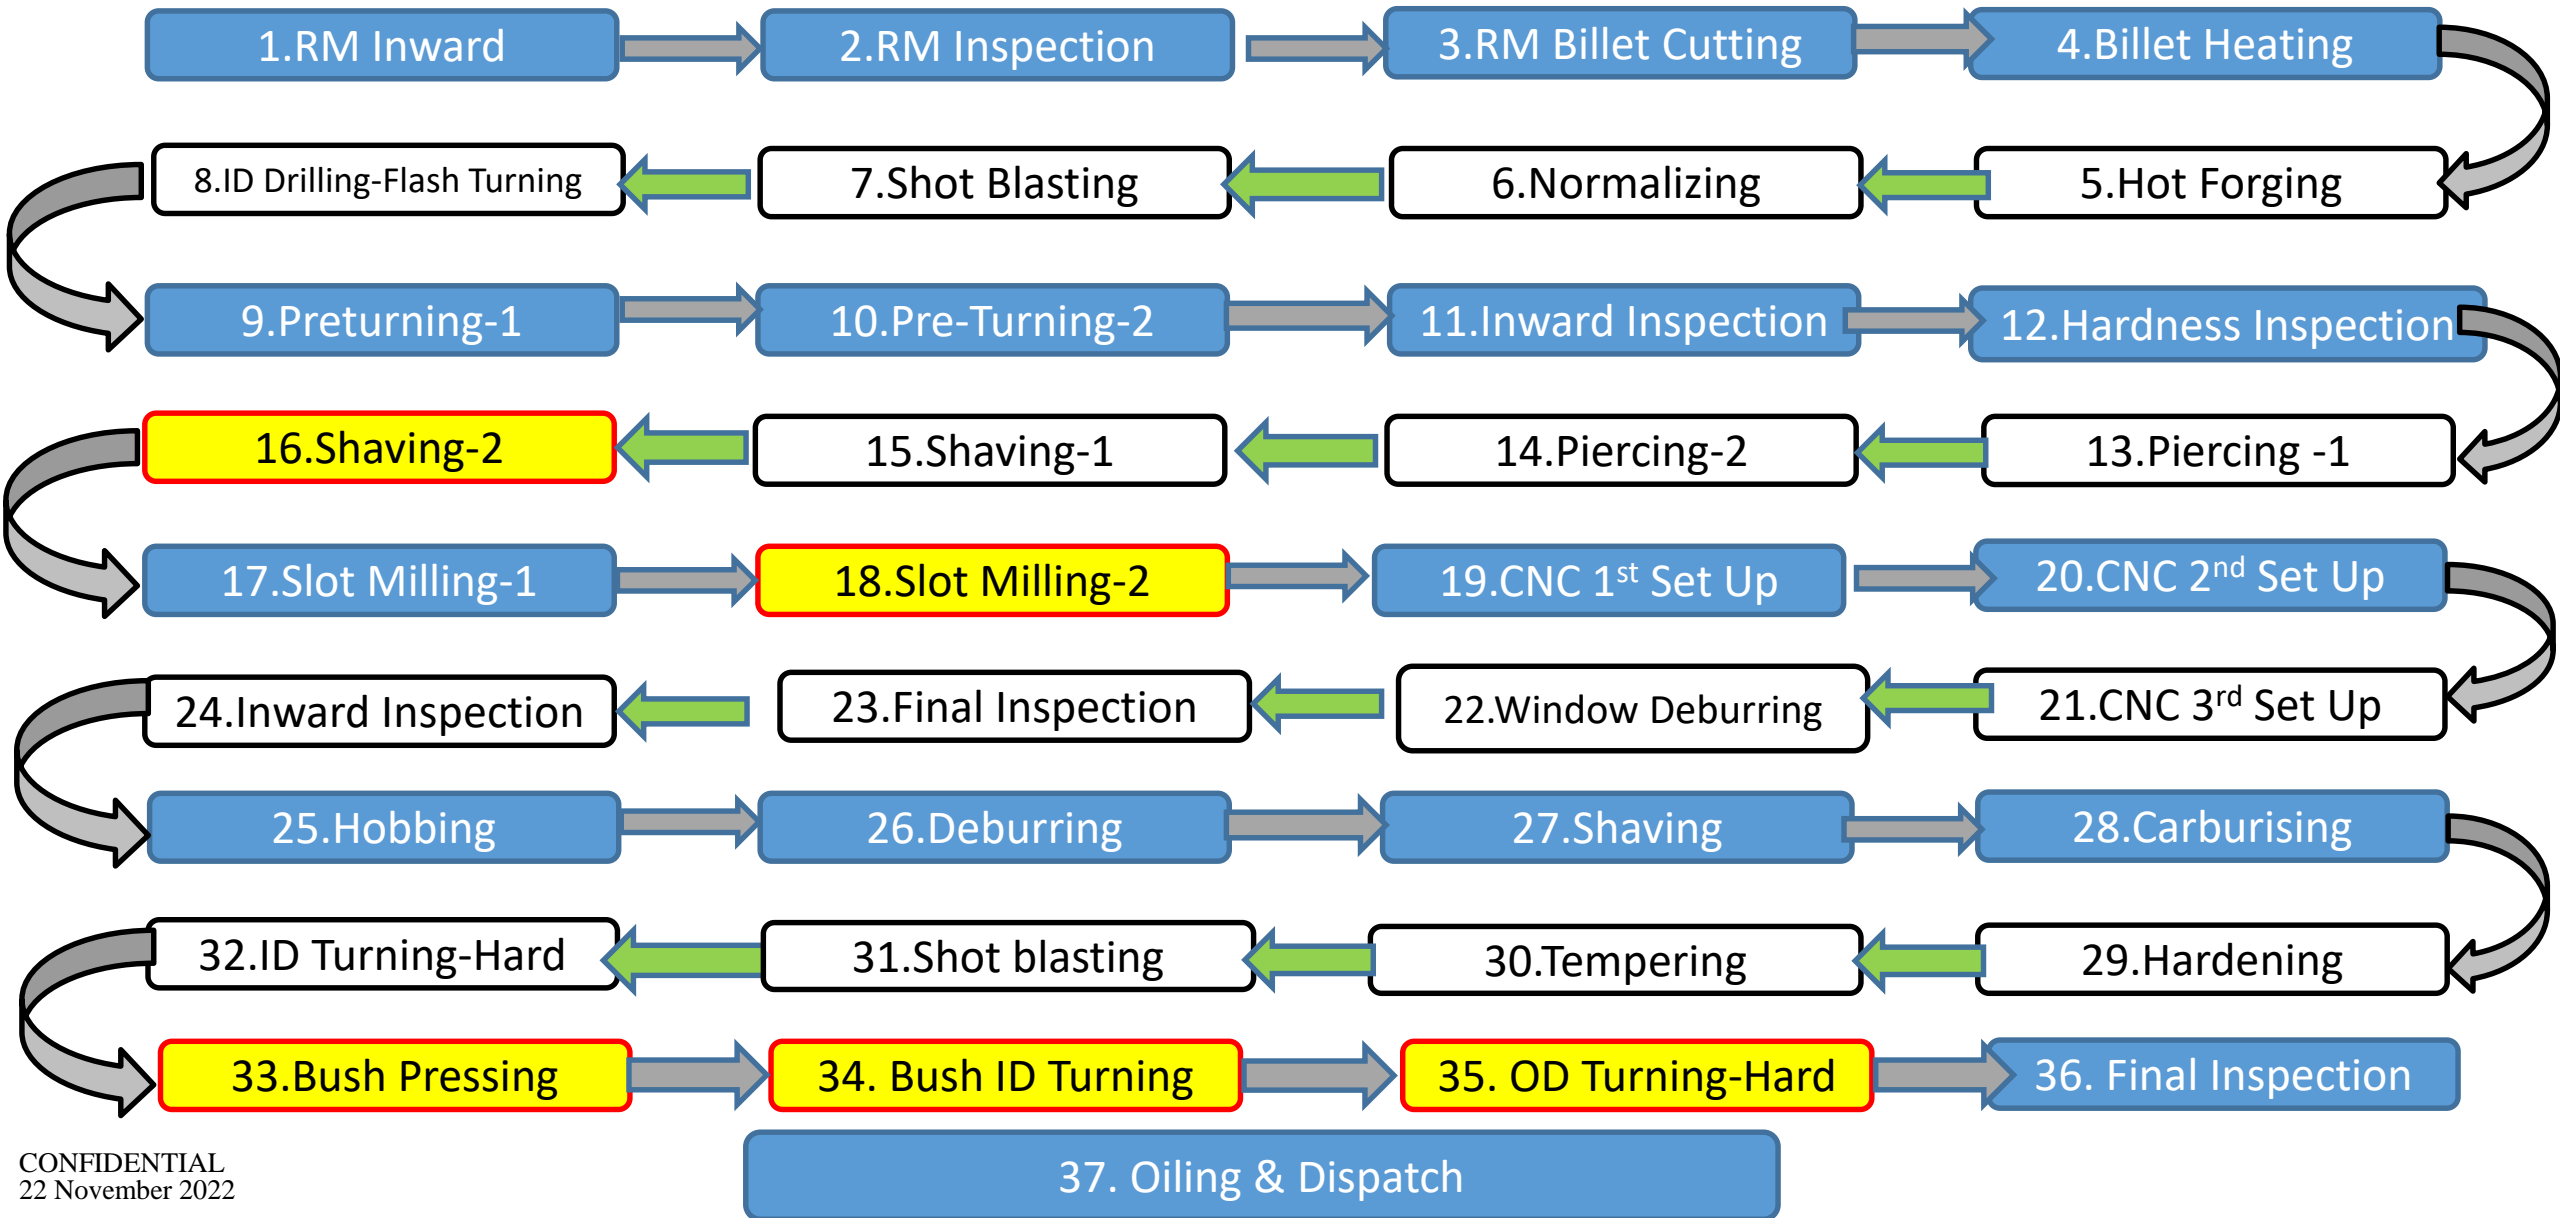 1.RM Inward
2.RM Inspection
3.RM Billet Cutting
4.Billet Heating
8.ID Drilling-Flash Turning
7.Shot Blasting
6.Normalizing
5.Hot Forging
9.Preturning-1
10.Pre-Turning-2
11.Inward Inspection
12.Hardness Inspection
16.Shaving-2
15.Shaving-1
14.Piercing-2
13.Piercing -1
17.Slot Milling-1
18.Slot Milling-2
19.CNC 1st Set Up
20.CNC 2nd Set Up
24.Inward Inspection
23.Final Inspection
22.Window Deburring
21.CNC 3rd Set Up
25.Hobbing
26.Deburring
27.Shaving
28.Carburising
32.ID Turning-Hard
31.Shot blasting
30.Tempering
29.Hardening
33.Bush Pressing
34. Bush ID Turning
35. OD Turning-Hard
36. Final Inspection
37. Oiling & Dispatch
CONFIDENTIAL
22 November 2022